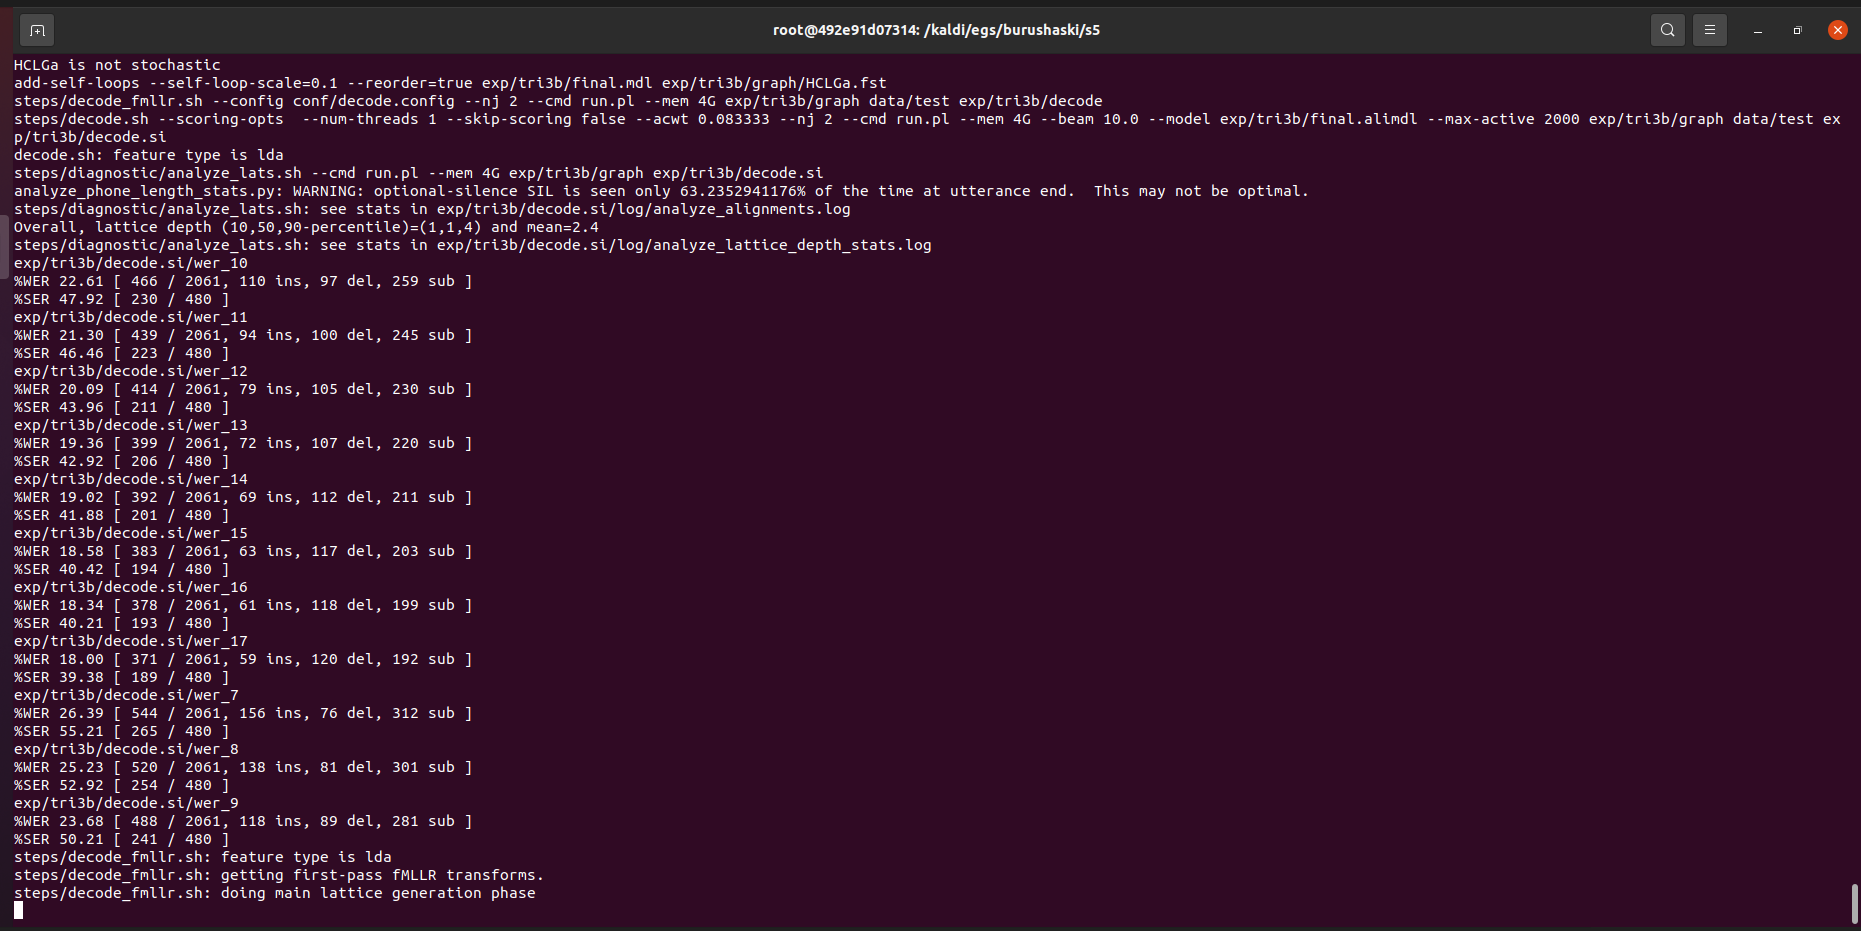 root@492e91d07314: /kaldi/egs/burushaski/s5
HCLGa is not stochastic
add-self-loops --self-loop-scale=0.1 --reorder=true exp/tri3b/final.mdl exp/tri3b/graph/HCLGa.fst
steps/decode_fmllr.sh --config conf/decode.config --nj 2 --cmd run.pl --mem 4G exp/tri3b/graph data/test exp/tri3b/decode
steps/decode.sh --scoring-opts  --num-threads 1 --skip-scoring false --acwt 0.083333 --nj 2 --cmd run.pl --mem 4G --beam 10.0 --model exp/tri3b/final.alimdl --max-active 2000 exp/tri3b/graph data/test ex
p/tri3b/decode.si
decode.sh: feature type is lda
steps/diagnostic/analyze_lats.sh --cmd run.pl --mem 4G exp/tri3b/graph exp/tri3b/decode.si
analyze_phone_length_stats.py: WARNING: optional-silence SIL is seen only 63.2352941176% of the time at utterance end.  This may not be optimal.
steps/diagnostic/analyze_lats.sh: see stats in exp/tri3b/decode.si/log/analyze_alignments.log
Overall, lattice depth (10,50,90-percentile)=(1,1,4) and mean=2.4
steps/diagnostic/analyze_lats.sh: see stats in exp/tri3b/decode.si/log/analyze_lattice_depth_stats.log
exp/tri3b/decode.si/wer_10
%WER 22.61 [ 466 / 2061, 110 ins, 97 del, 259 sub ]
%SER 47.92 [ 230 / 480 ]
exp/tri3b/decode.si/wer_11
%WER 21.30 [ 439 / 2061, 94 ins, 100 del, 245 sub ]
%SER 46.46 [ 223 / 480 ]
exp/tri3b/decode.si/wer_12
%WER 20.09 [ 414 / 2061, 79 ins, 105 del, 230 sub ]
%SER 43.96 [ 211 / 480 ]
exp/tri3b/decode.si/wer_13
%WER 19.36 [ 399 / 2061, 72 ins, 107 del, 220 sub ]
%SER 42.92 [ 206 / 480 ]
exp/tri3b/decode.si/wer_14
%WER 19.02 [ 392 / 2061, 69 ins, 112 del, 211 sub ]
%SER 41.88 [ 201 / 480 ]
exp/tri3b/decode.si/wer_15
%WER 18.58 [ 383 / 2061, 63 ins, 117 del, 203 sub ]
%SER 40.42 [ 194 / 480 ]
exp/tri3b/decode.si/wer_16
%WER 18.34 [ 378 / 2061, 61 ins, 118 del, 199 sub ]
%SER 40.21 [ 193 / 480 ]
exp/tri3b/decode.si/wer_17
%WER 18.00 [ 371 / 2061, 59 ins, 120 del, 192 sub ]
%SER 39.38 [ 189 / 480 ]
exp/tri3b/decode.si/wer_7
%WER 26.39 [ 544 / 2061, 156 ins, 76 del, 312 sub ]
%SER 55.21 [ 265 / 480 ]
exp/tri3b/decode.si/wer_8
%WER 25.23 [ 520 / 2061, 138 ins, 81 del, 301 sub ]
%SER 52.92 [ 254 / 480 ]
exp/tri3b/decode.si/wer_9
%WER 23.68 [ 488 / 2061, 118 ins, 89 del, 281 sub ]
%SER 50.21 [ 241 / 480 ]
steps/decode_fmllr.sh: feature type is lda
steps/decode_fmllr.sh: getting first-pass fMLLR transforms.
steps/decode_fmllr.sh: doing main lattice generation phase